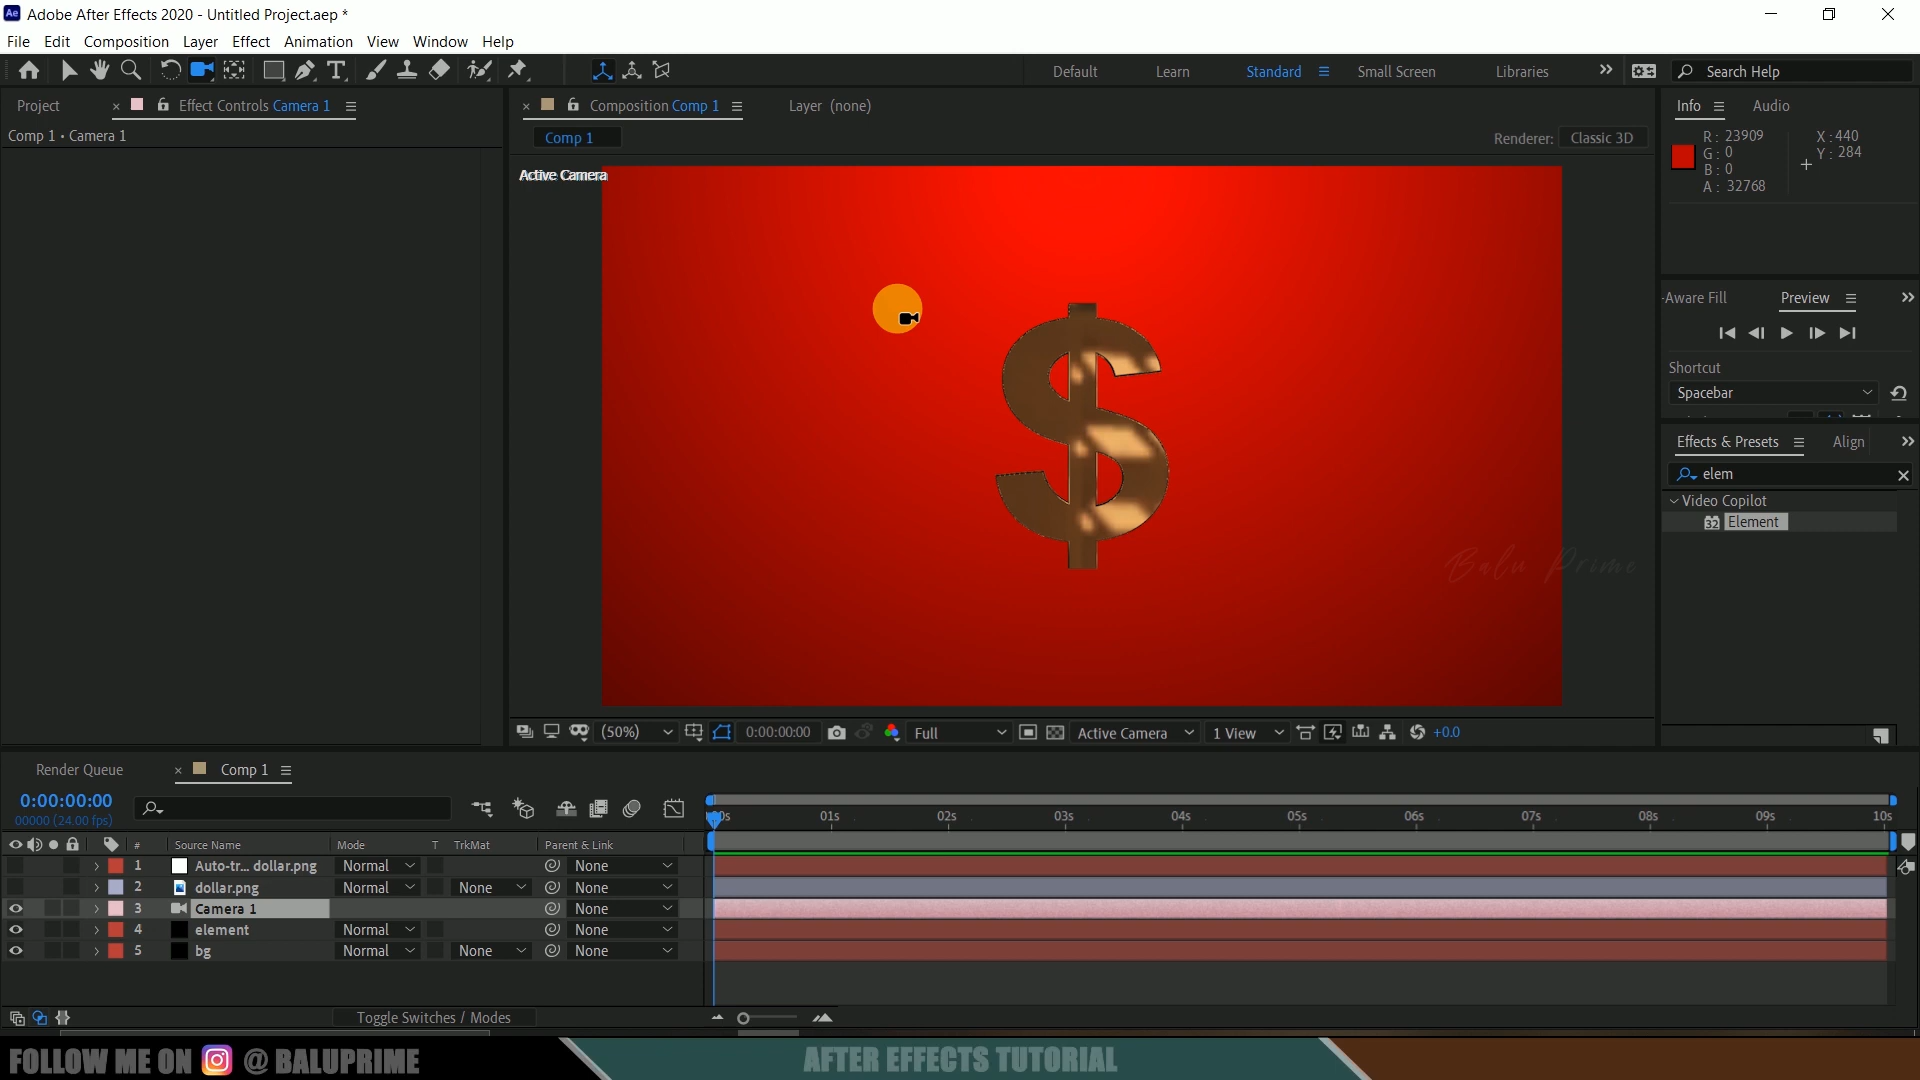 Adobe After Effects 2020 - Untitled Project.aep *
File Edit Composition Layer Effect Animation View Window Help
Default Learn Standard Small Screen Libraries Search Help
Project Effect Controls Camera 1
Comp 1 • Camera 1
Composition Comp 1 Layer (none)
Comp 1
Renderer: Classic 3D
Active Camera
Info Audio
R: 23909
G: 0
B: 0
A: 32768
X: 440
Y: 284
-Aware Fill Preview
Shortcut
Spacebar
Effects & Presets Align
elem
Video Copilot
32 Element
$
Balu Prime
(50%) 0:00:00:00 Full Active Camera 1 View +0.0
Render Queue Comp 1
0:00:00:00
00000 (24.00 fps)
01s 02s 03s 04s 05s 06s 07s 08s 09s 10s
# Source Name Mode T TrkMat Parent & Link
1 Auto-tr... dollar.png Normal None
2 dollar.png Normal None None
3 Camera 1 None
4 element Normal None
5 bg Normal None None
Toggle Switches / Modes
FOLLOW ME ON @ BALUPRIME
AFTER EFFECTS TUTORIAL